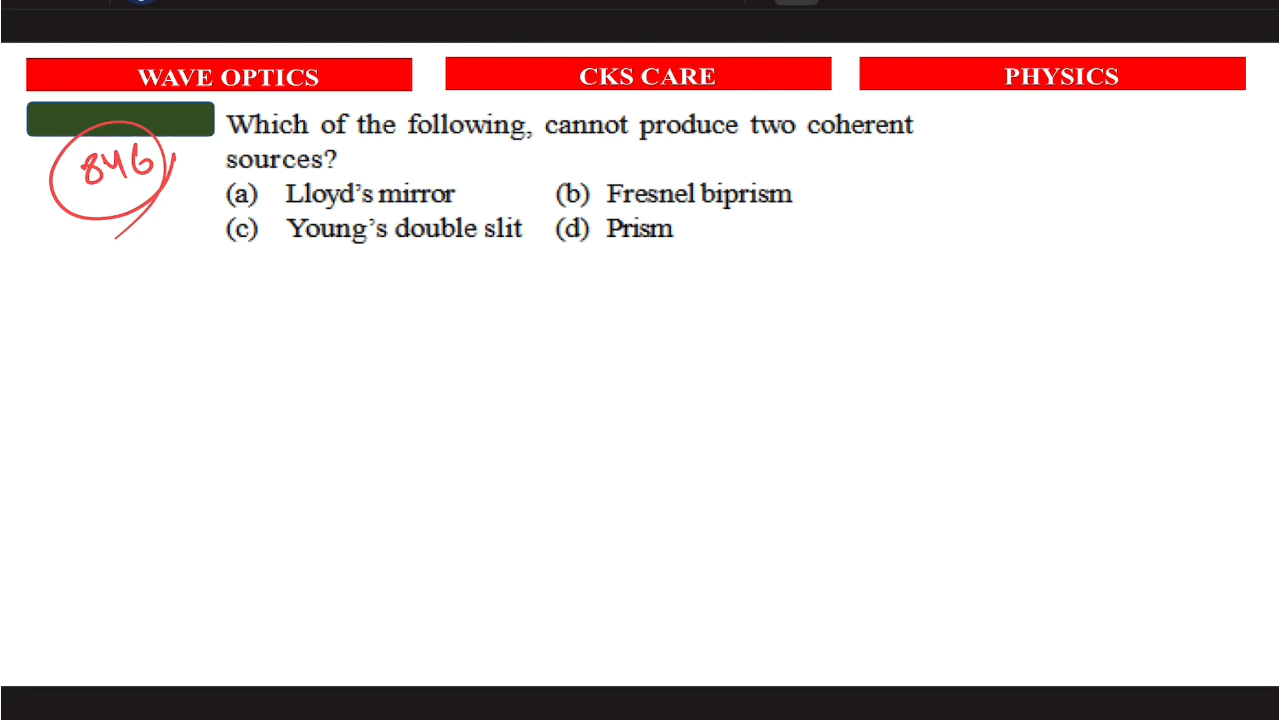 WAVE OPTICS
CKS CARE
PHYSICS
846
Which of the following, cannot produce two coherent
sources?
(a) Lloyd's mirror (b) Fresnel biprism
(c) Young's double slit (d) Prism